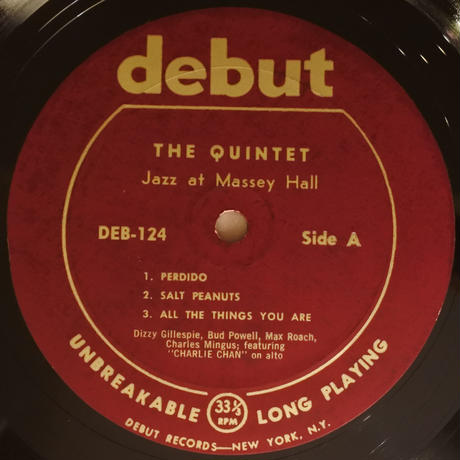 debut
THE QUINTET
Jazz at Massey Hall
DEB-124 Side A
1. PERDIDO
2. SALT PEANUTS
3. ALL THE THINGS YOU ARE
Dizzy Gillespie, Bud Powell, Max Roach,
Charles Mingus; featuring
"CHARLIE CHAN" on alto
UNBREAKABLE 33⅓ RPM LONG PLAYING
DEBUT RECORDS—NEW YORK, N.Y.